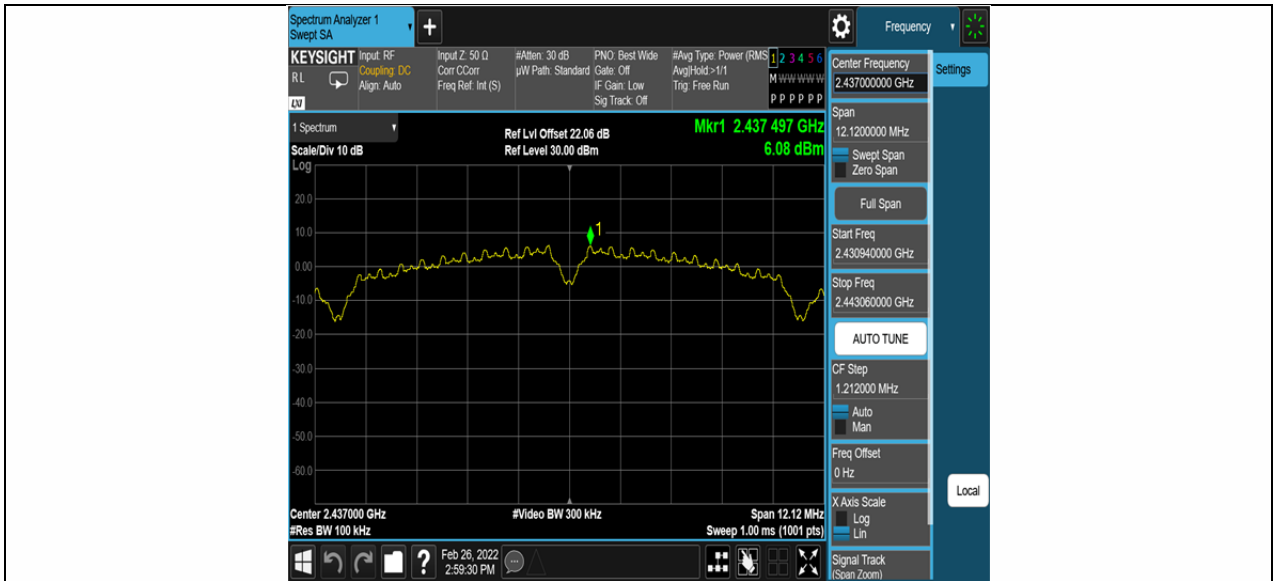 Spectrum Analyzer 1
Swept SA
Frequency
KEYSIGHT
RL
LXI
Input: RF
Coupling: DC
Align: Auto
Input Z: 50 Ω
Corr CCorr
Freq Ref: Int (S)
#Atten: 30 dB
µW Path: Standard
PNO: Best Wide
Gate: Off
IF Gain: Low
Sig Track: Off
#Avg Type: Power (RMS
Avg|Hold:>1/1
Trig: Free Run
1 2 3 4 5 6
M W W W W W
P P P P P P
1 Spectrum
Scale/Div 10 dB
Log
Ref Lvl Offset 22.06 dB
Ref Level 30.00 dBm
Mkr1 2.437 497 GHz
6.08 dBm
20.0
10.0
0.00
-10.0
-20.0
-30.0
-40.0
-50.0
-60.0
1
Center 2.437000 GHz
#Res BW 100 kHz
#Video BW 300 kHz
Span 12.12 MHz
Sweep 1.00 ms (1001 pts)
Feb 26, 2022
2:59:30 PM
Center Frequency
2.437000000 GHz
Span
12.1200000 MHz
Swept Span
Zero Span
Full Span
Start Freq
2.430940000 GHz
Stop Freq
2.443060000 GHz
AUTO TUNE
CF Step
1.212000 MHz
Auto
Man
Freq Offset
0 Hz
X Axis Scale
Log
Lin
Signal Track
(Span Zoom)
Settings
Local